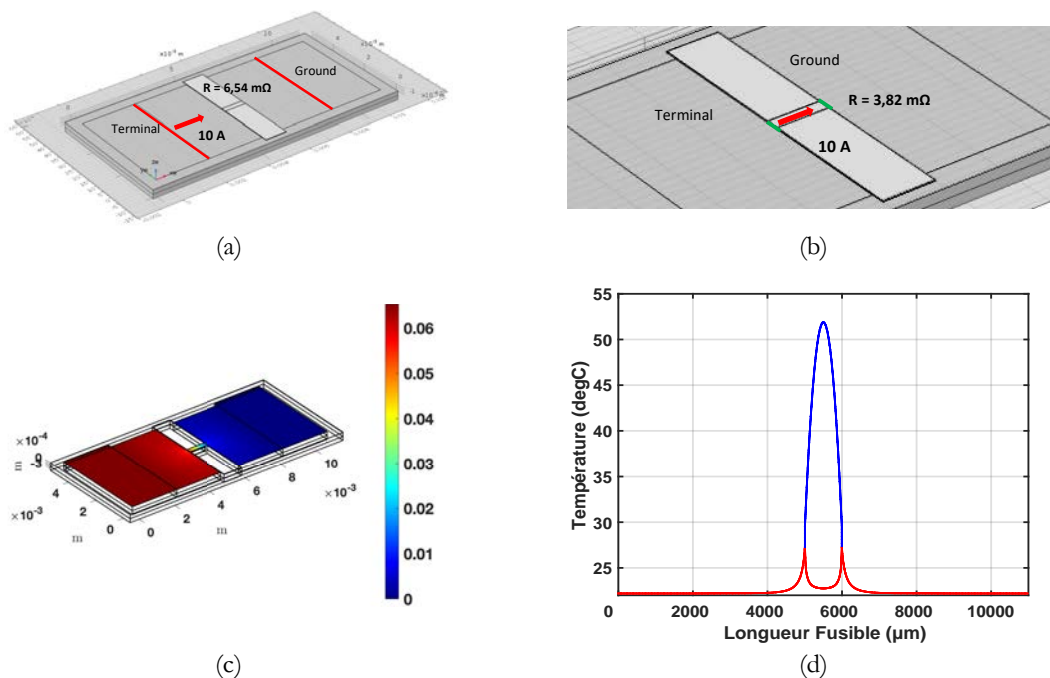 Ground
R = 6,54 mΩ
Terminal
10 A
(a)
Ground
Terminal
R = 3,82 mΩ
10 A
(b)
0.06
0.05
0.04
0.03
0.02
0.01
0
×10⁻⁴
0
-3
m
4
2
0
×10⁻³
m
0
2
4
6
8
10
×10⁻³
m
(c)
55
50
45
40
35
30
25
Température (degC)
0 2000 4000 6000 8000 10000
Longueur Fusible (µm)
(d)